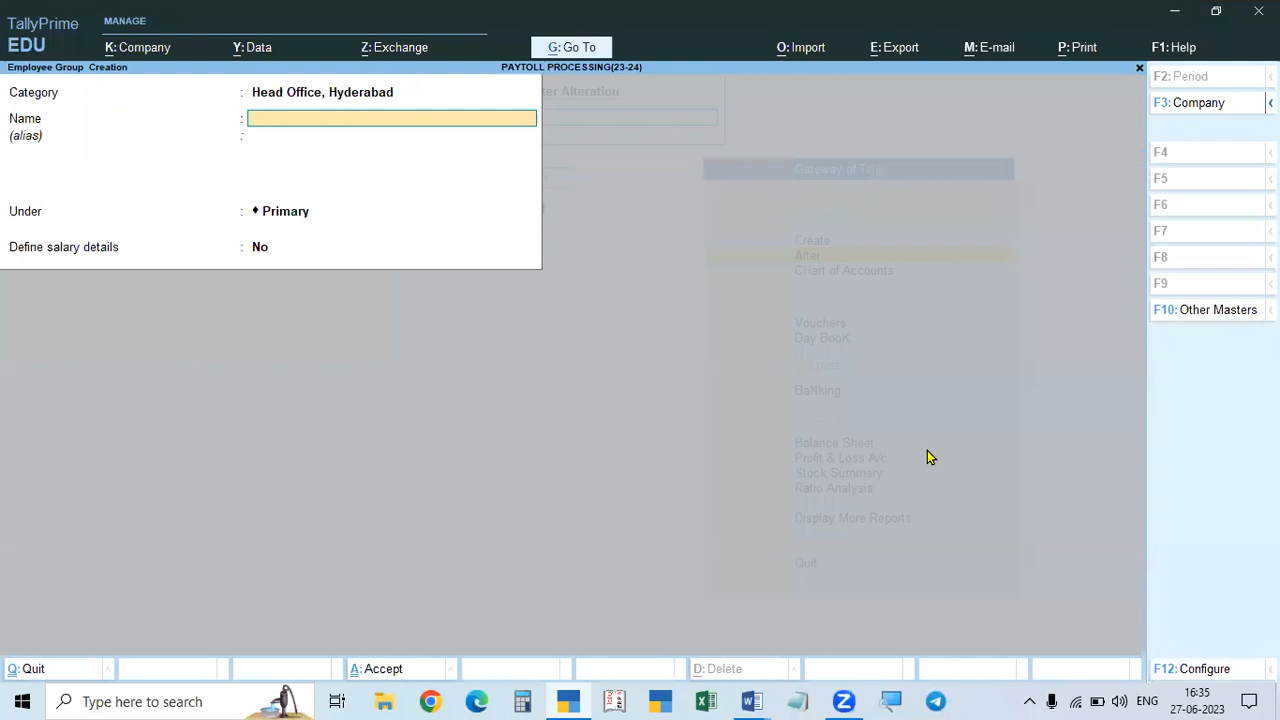 TallyPrime
EDU
MANAGE
K: Company
Y: Data
Z: Exchange
G: Go To
O: Import
E: Export
M: E-mail
P: Print
F1: Help
Employee Group Creation
PAYTOLL PROCESSING(23-24)
F2: Period
F3: Company
F4
F5
F6
F7
F8
F9
F10: Other Masters
Category : Head Office, Hyderabad
Name :
(alias) :
Under : ♦ Primary
Define salary details : No
ter Alteration
Gateway of T
Create
Alter
CHart of Accounts
Vouchers
Day BooK
BaNking
Balance Sheet
Profit & Loss A/c
Stock Summary
Ratio Analysis
Display More Reports
Quit
Q: Quit
A: Accept
D: Delete
F12: Configure
Type here to search
ENG
16:35
27-06-2023